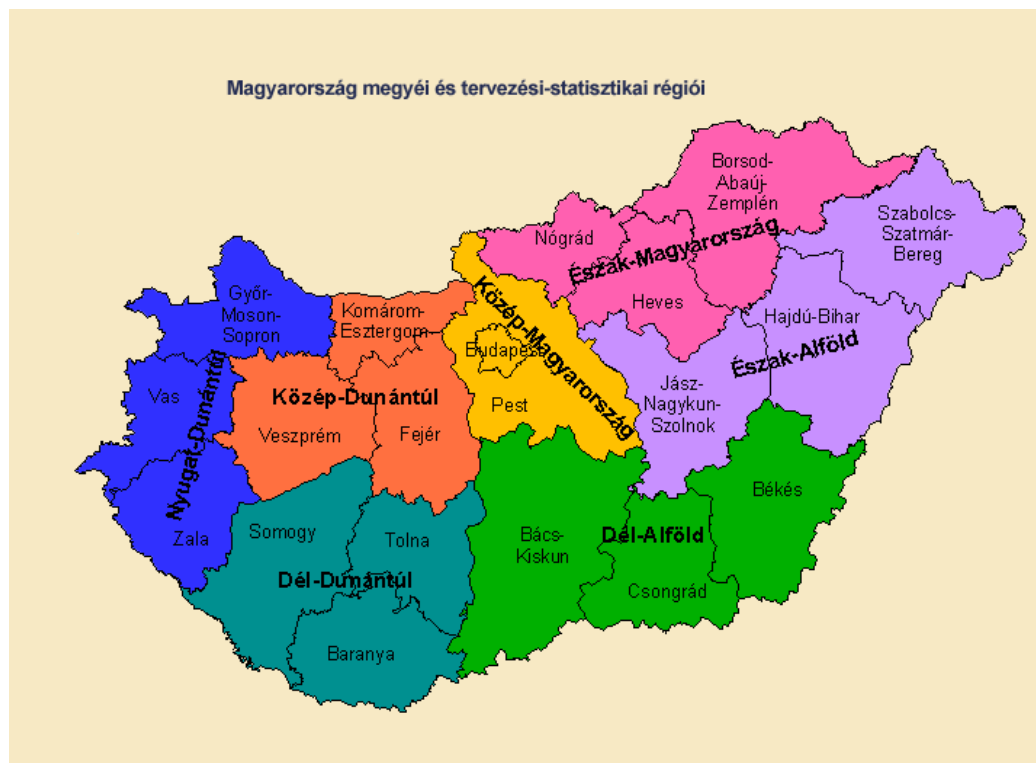 Magyarország megyéi és tervezési-statisztikai régiói
Borsod-
Abaúj-
Zemplén
Szabolcs-
Szatmár-
Bereg
Nógrád
Észak-Magyarország
Heves
Győr-
Moson-
Sopron
Komárom-
Esztergom
Közép-Magyarország
Budapest
Hajdú-Bihar
Észak-Alföld
Jász-
Nagykun-
Szolnok
Vas
Nyugat-Dunántúl
Közép-Dunántúl
Veszprém
Fejér
Pest
Békés
Zala
Somogy
Tolna
Dél-Dunántúl
Baranya
Bács-
Kiskun
Dél-Alföld
Csongrád